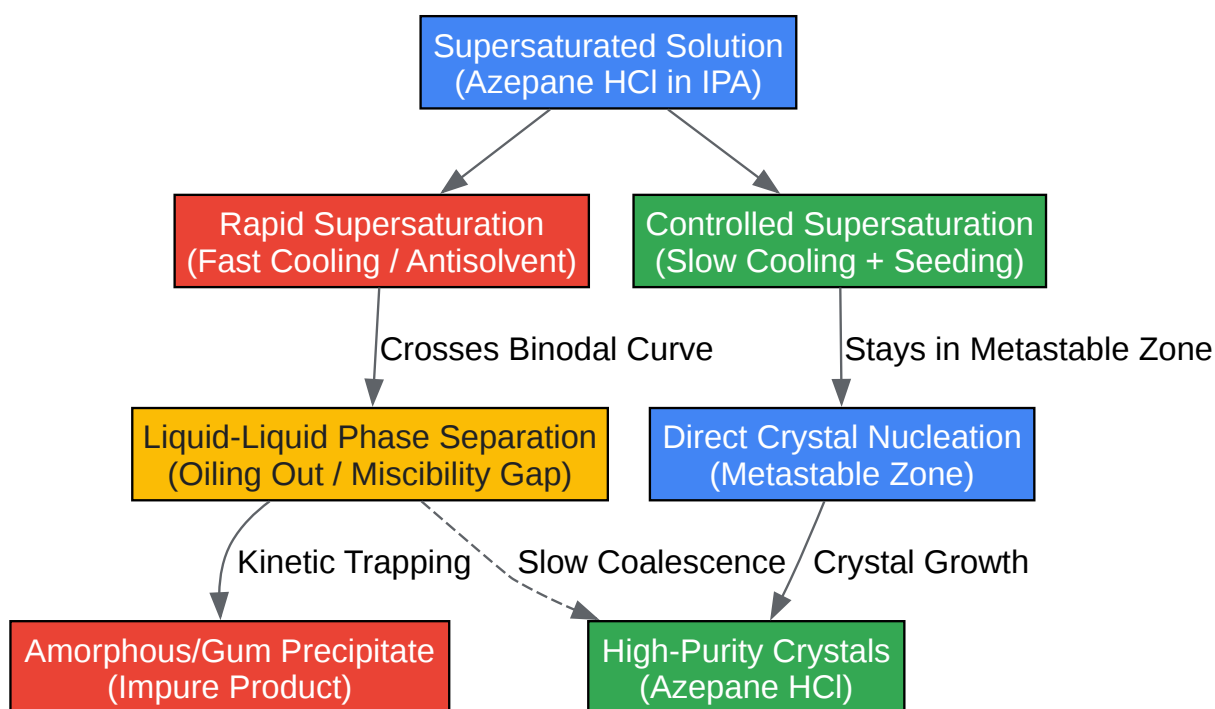 Supersaturated Solution
(Azepane HCl in IPA)
Rapid Supersaturation
(Fast Cooling / Antisolvent)
Controlled Supersaturation
(Slow Cooling + Seeding)
Crosses Binodal Curve
Stays in Metastable Zone
Liquid-Liquid Phase Separation
(Oiling Out / Miscibility Gap)
Direct Crystal Nucleation
(Metastable Zone)
Kinetic Trapping
Slow Coalescence
Crystal Growth
Amorphous/Gum Precipitate
(Impure Product)
High-Purity Crystals
(Azepane HCl)